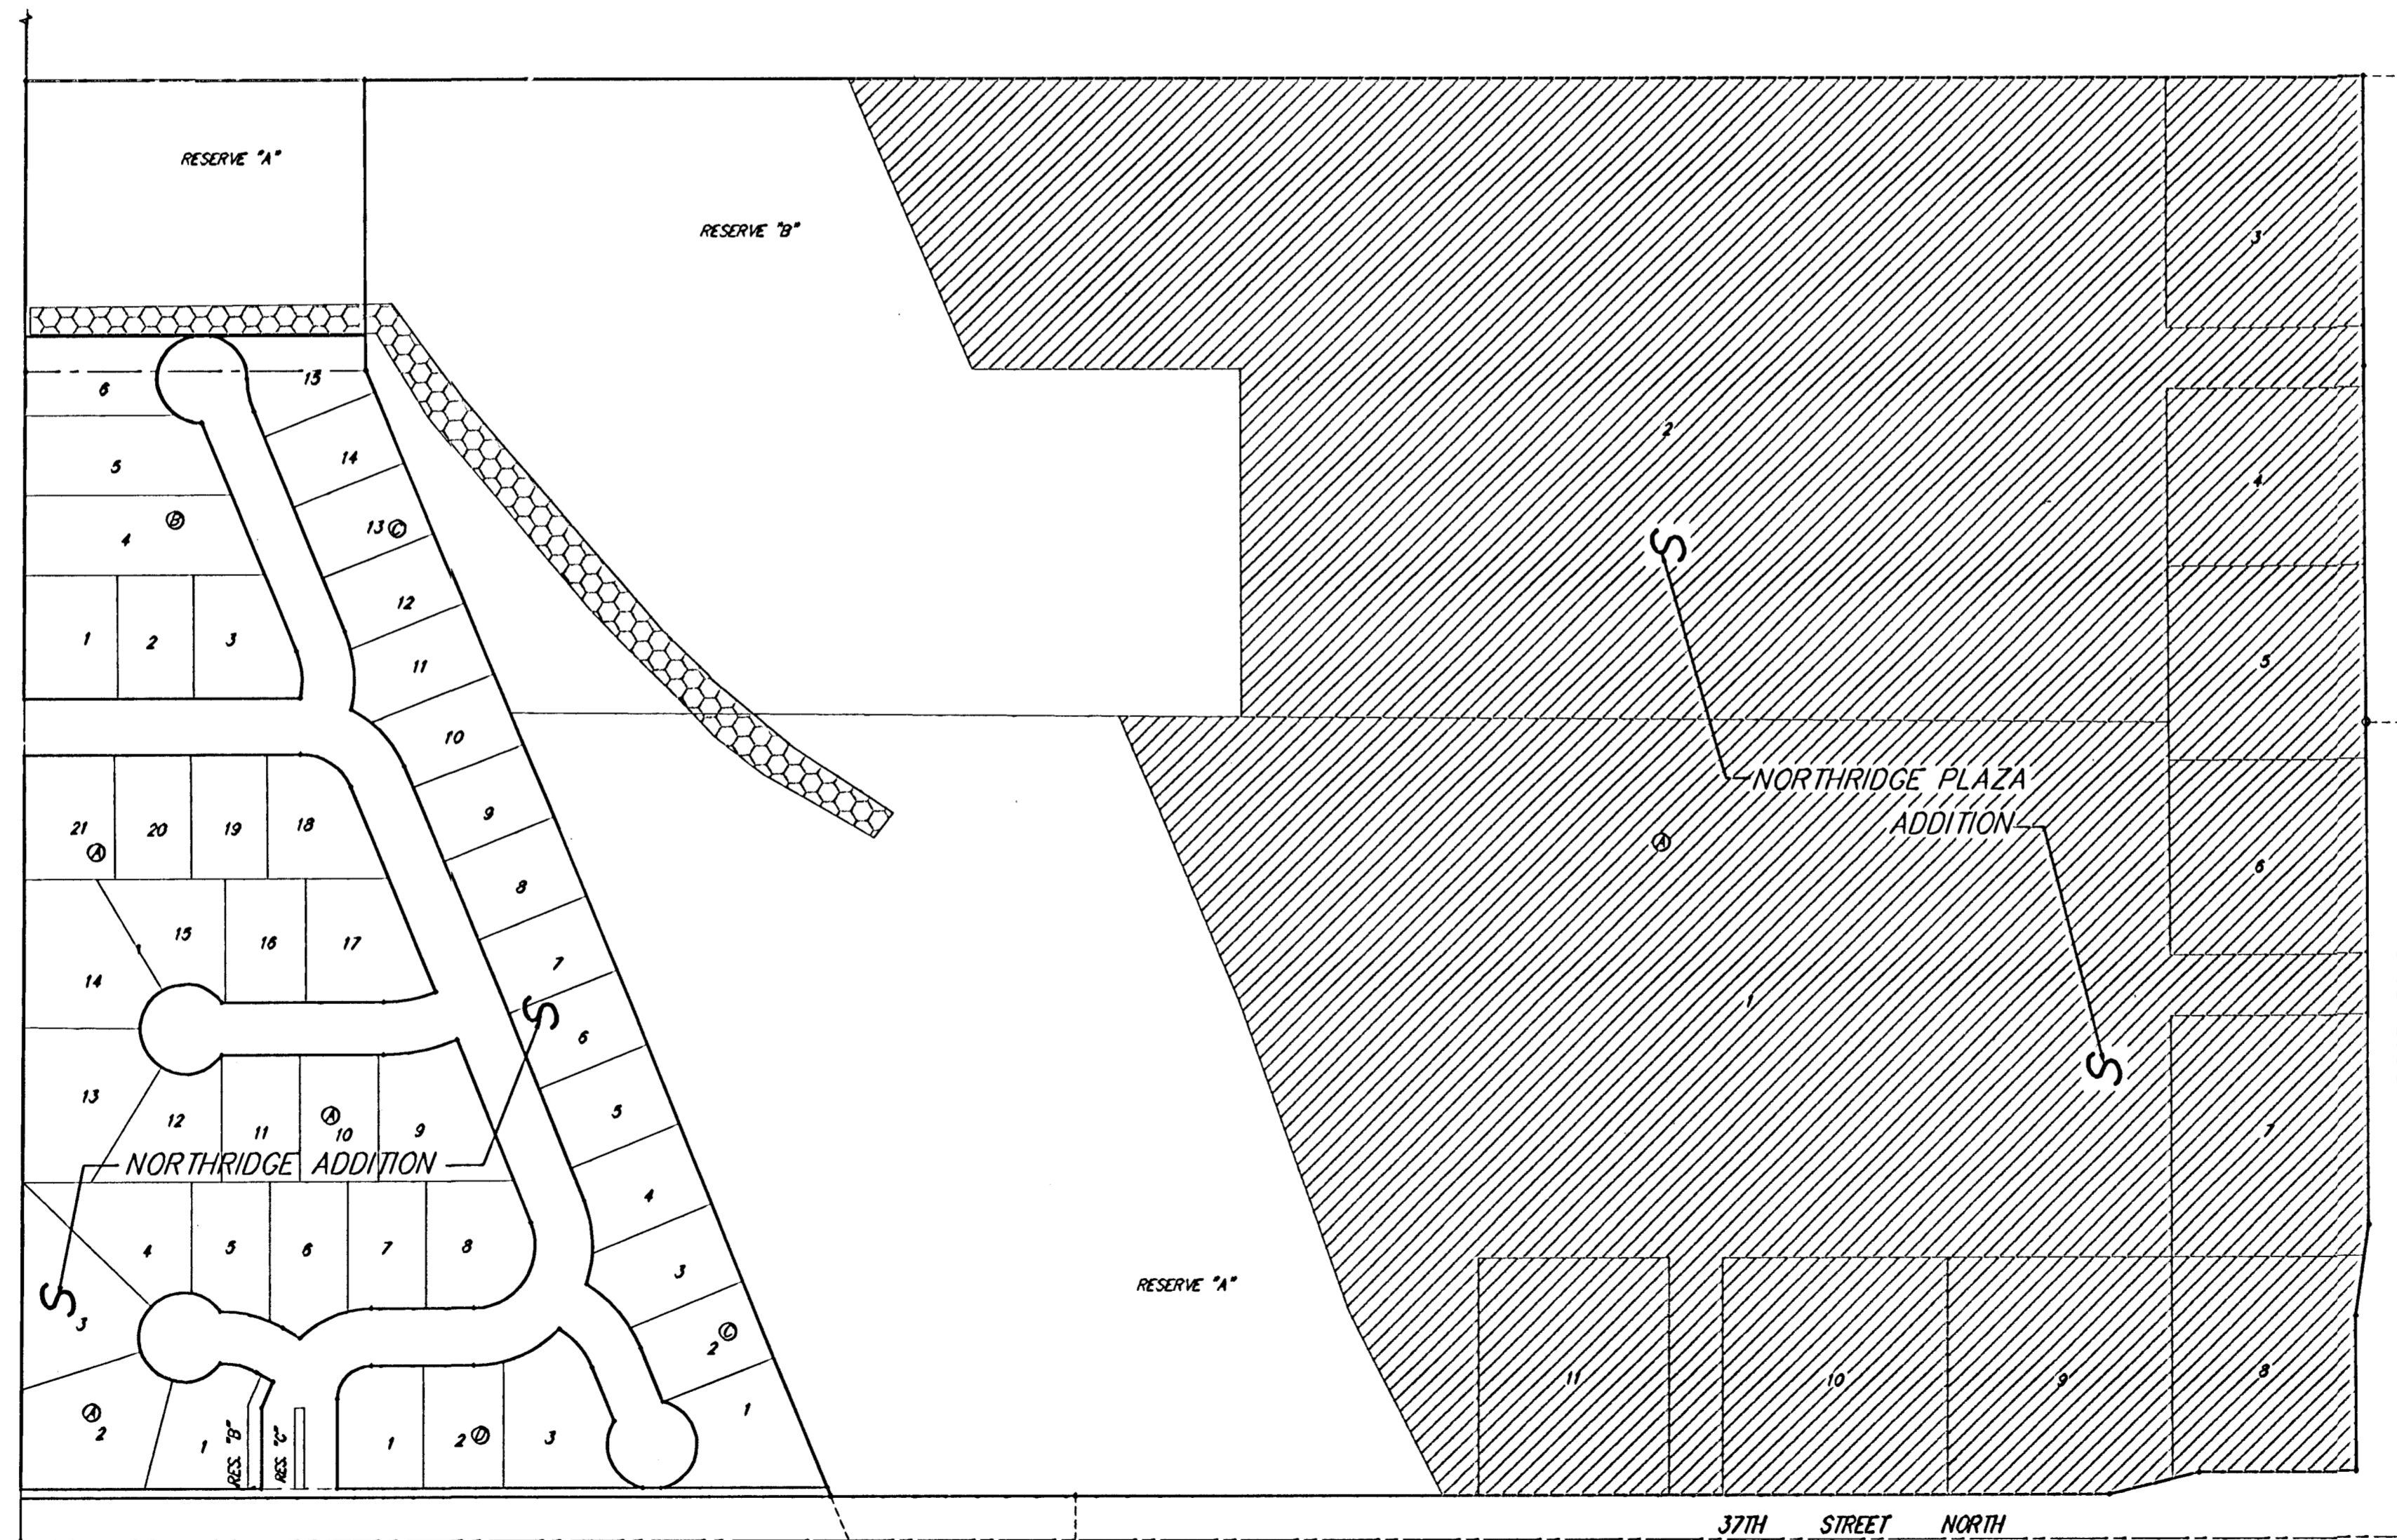 RESERVE "A"
RESERVE "B"
3
15
6
14
2
5
4
B
13 C
4
12
1 2 3
11
5
10
NORTHRIDGE PLAZA
ADDITION
9
21 20 19 18
A
A
6
8
15 16 17
7
14
1
6
13
5
12 11 A 10 9
7
NORTHRIDGE ADDITION
4
4 5 6 7 8
3
RESERVE "A"
3
C
2
11 10 9 8
A
2
1
1
RES. "B"
RES. "C"
1 2 D 3
37TH STREET NORTH